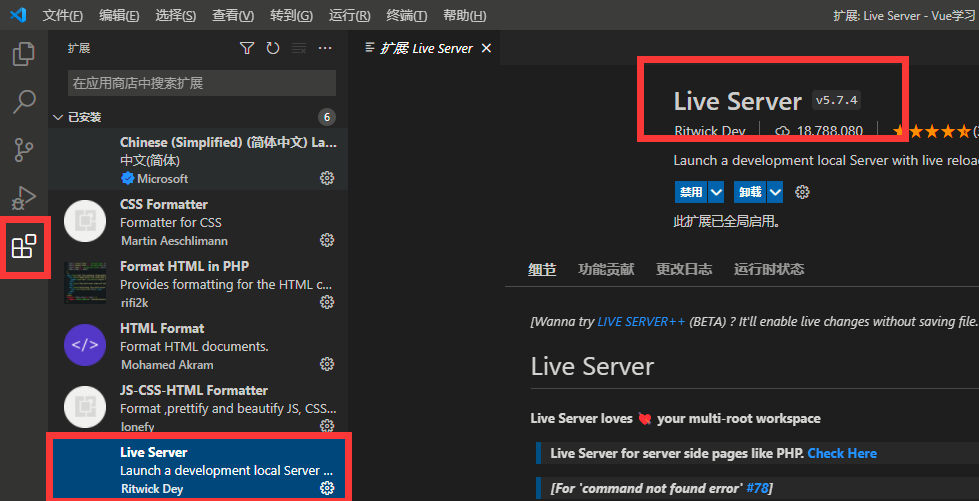 文件(F) 编辑(E) 选择(S) 查看(V) 转到(G) 运行(R) 终端(T) 帮助(H) 扩展: Live Server - Vue学习
扩展
扩展 Live Server
在应用商店中搜索扩展
已安装 6
Chinese (Simplified) (简体中文) La...
中文(简体)
Microsoft
CSS Formatter
Formatter for CSS
Martin Aeschlimann
Format HTML in PHP
Provides formatting for the HTML c...
rifi2k
HTML Format
Format HTML documents.
Mohamed Akram
JS-CSS-HTML Formatter
Format ,prettify and beautify JS, CSS...
lonefy
Live Server
Launch a development local Server ...
Ritwick Dey
Live Server v5.7.4
Ritwick Dey 18,788,080
Launch a development local Server with live reloa
禁用 卸载
此扩展已全局启用。
细节 功能贡献 更改日志 运行时状态
[Wanna try LIVE SERVER++ (BETA) ? It'll enable live changes without saving file.
Live Server
Live Server loves your multi-root workspace
Live Server for server side pages like PHP. Check Here
[For 'command not found error' #78]